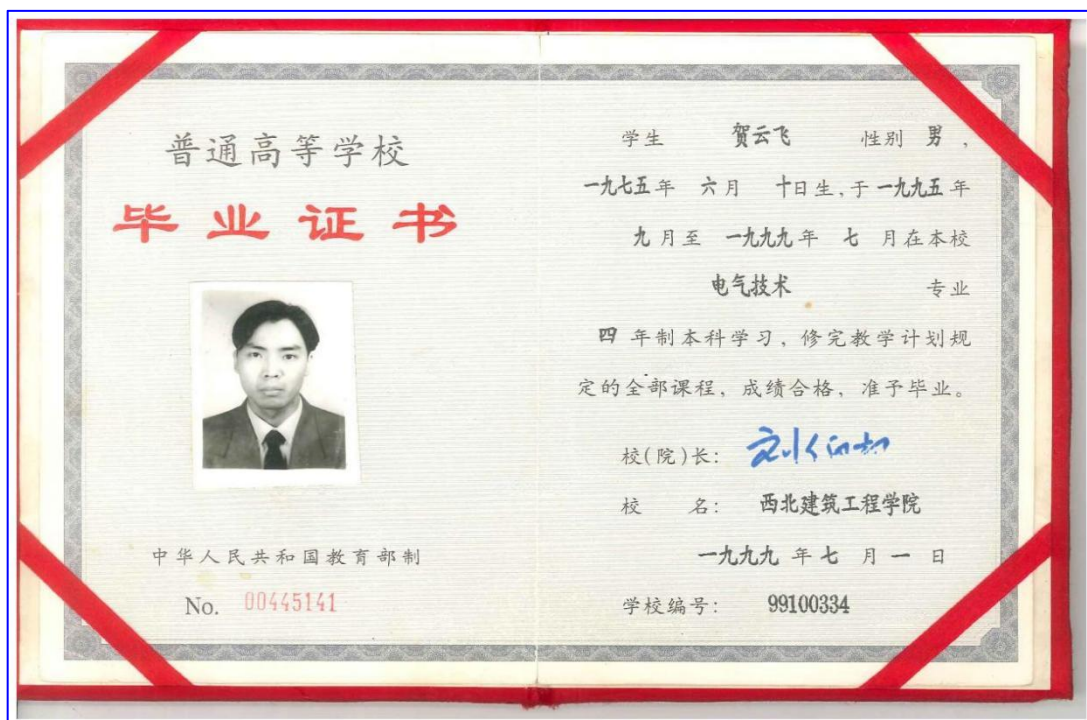 普通高等学校
毕业证书
中华人民共和国教育部制
No. 00445141
学生 贺云飞 性别 男，
一九七五年 六月 十日生，于一九九五年
九月至 一九九九年 七 月在本校
电气技术 专业
四 年制本科学习，修完教学计划规
定的全部课程，成绩合格，准予毕业。
校(院)长：
校 名： 西北建筑工程学院
一九九九 年 七 月 一 日
学校编号： 99100334